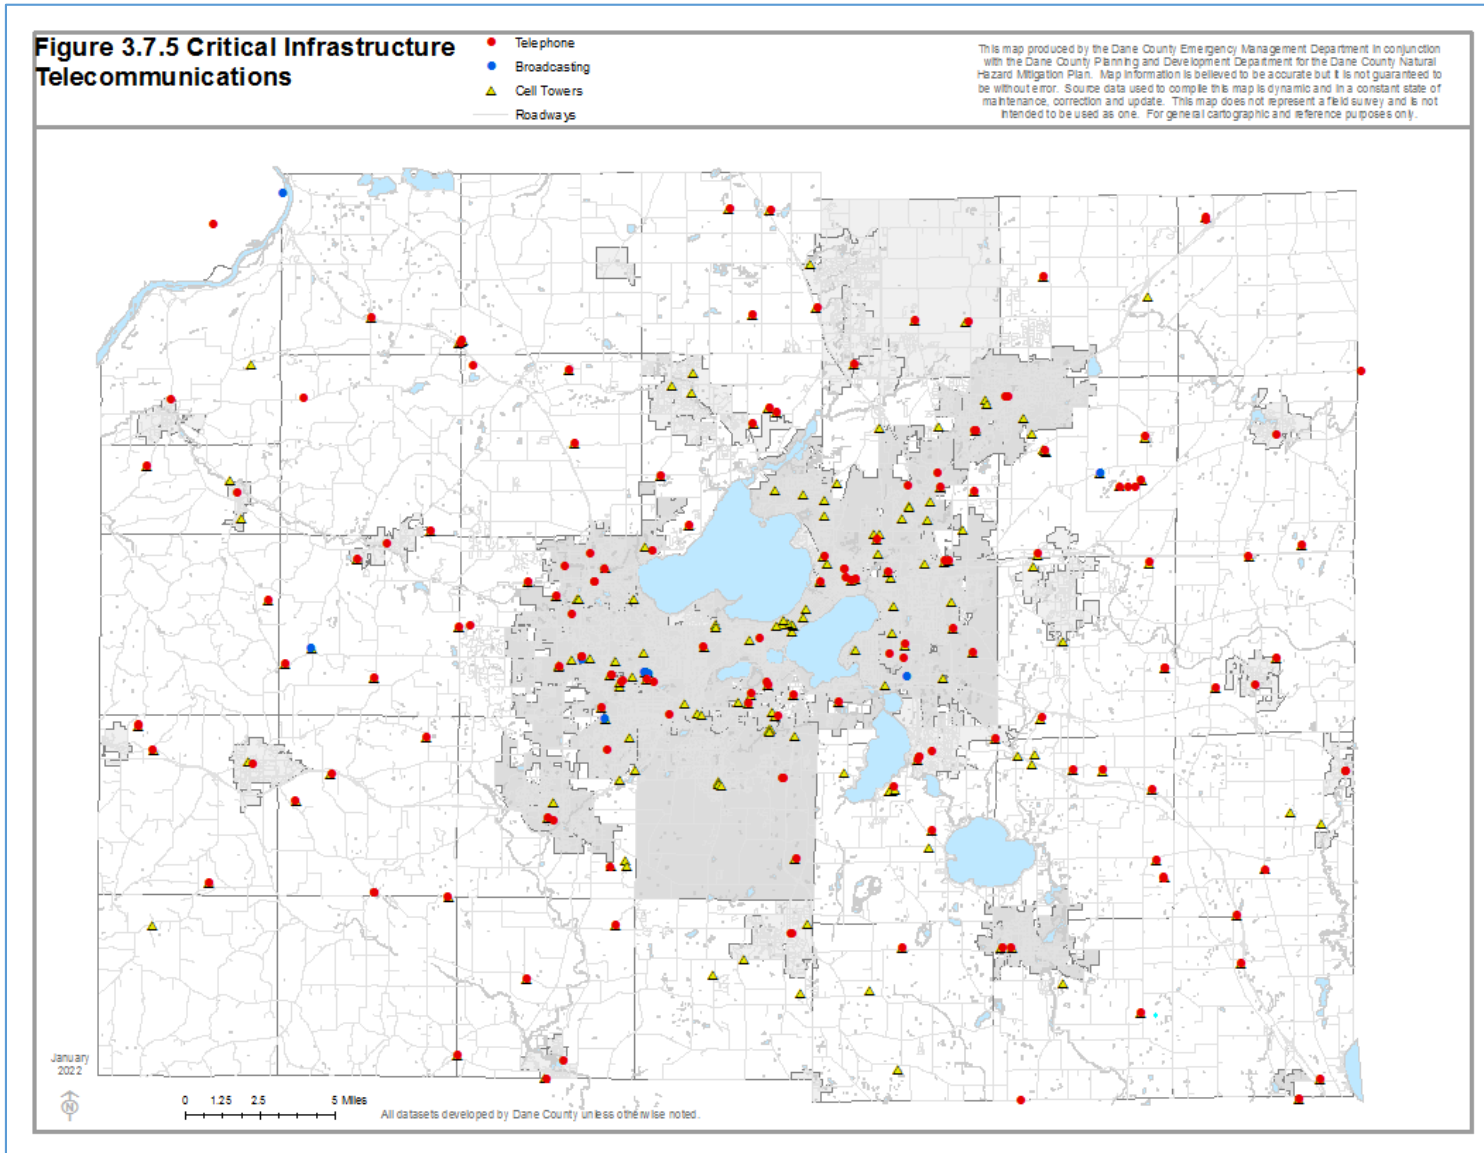 Figure 3.7.5 Critical Infrastructure
Telecommunications
Telephone
Broadcasting
Cell Towers
Roadways
This map produced by the Dane County Emergency Management Department in conjunction
with the Dane County Planning and Development Department for the Dane County Natural
Hazard Mitigation Plan. Map information is believed to be accurate but it is not guaranteed to
be without error. Source data used to compile this map is dynamic and in a constant state of
maintenance, correction and update. This map does not represent a field survey and is not
intended to be used as one. For general cartographic and reference purposes only.
January
2022
N
0 1.25 2.5 5 Miles
All datasets developed by Dane County unless otherwise noted.